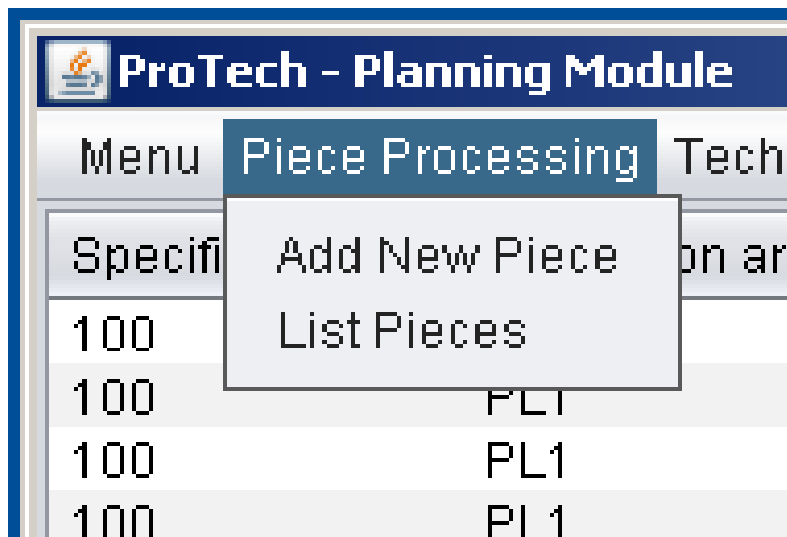 ProTech - Planning Module
Menu Piece Processing Tech
Add New Piece
List Pieces
Specifi on ar
100
100 PL1
100 PL1
100 PL1